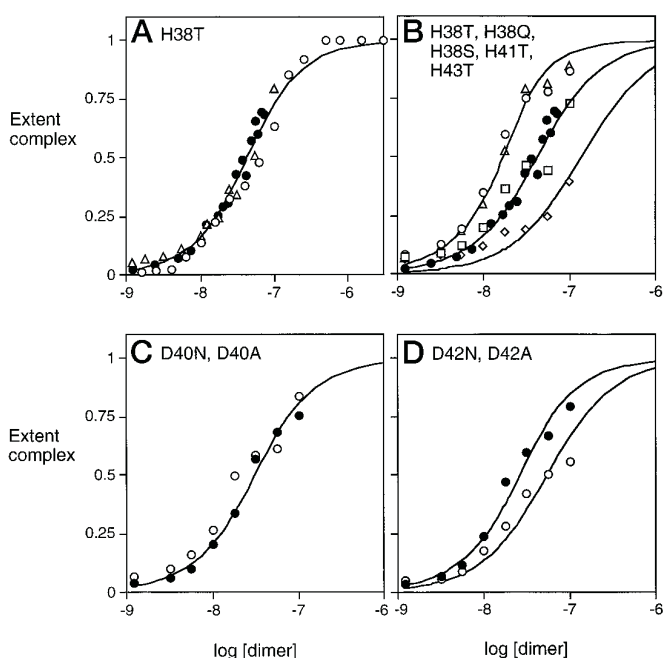 A H38T
B H38T, H38Q,
H38S, H41T,
H43T
Extent
complex
1
0.75
0.5
0.25
0
-9 -8 -7 -6
-9 -8 -7 -6
C D40N, D40A
D D42N, D42A
Extent
complex
1
0.75
0.5
0.25
0
-9 -8 -7 -6
-9 -8 -7 -6
log [dimer]
log [dimer]